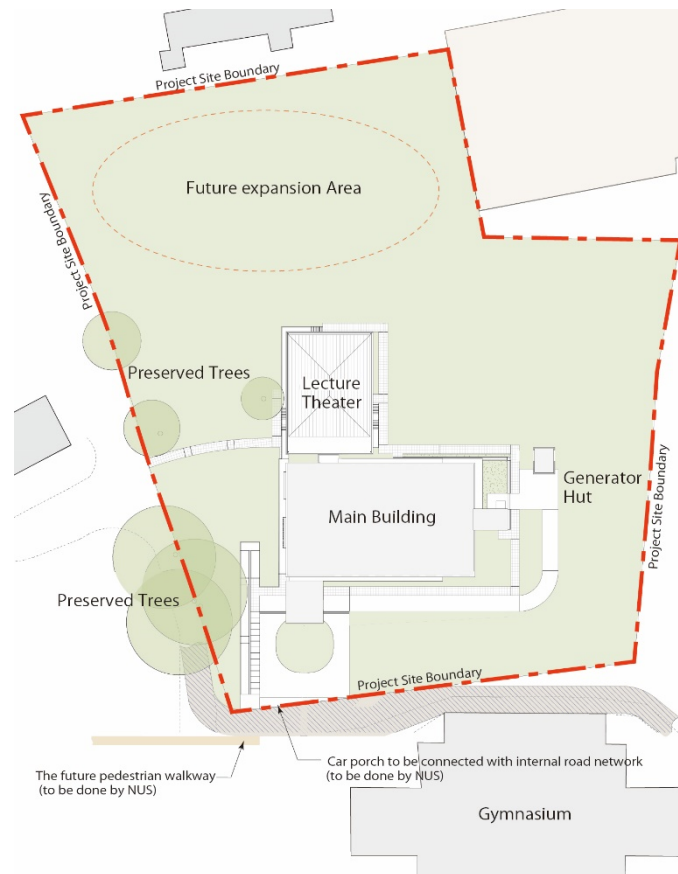 Project Site Boundary
Future expansion Area
Project Site Boundary
Preserved Trees
Lecture
Theater
Generator
Hut
Main Building
Project Site Boundary
Preserved Trees
Project Site Boundary
The future pedestrian walkway
(to be done by NUS)
Car porch to be connected with internal road network
(to be done by NUS)
Gymnasium